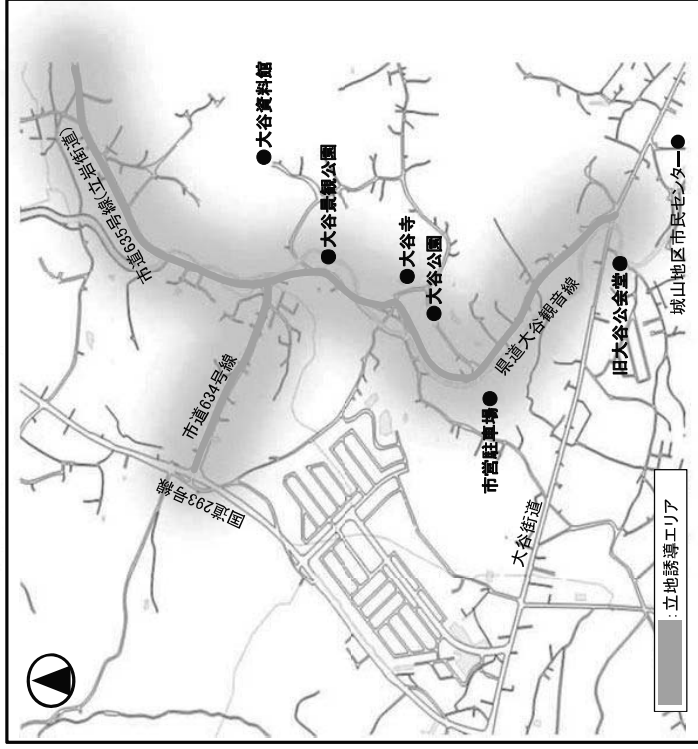 市道635号線(立岩街道)
大谷資料館
大谷景観公園
市道634号線
大谷寺
大谷公園
国道293号線
県道大谷観音線
市営駐車場
旧大谷公会堂
城山地区市民センター
大谷街道
:立地誘導エリア